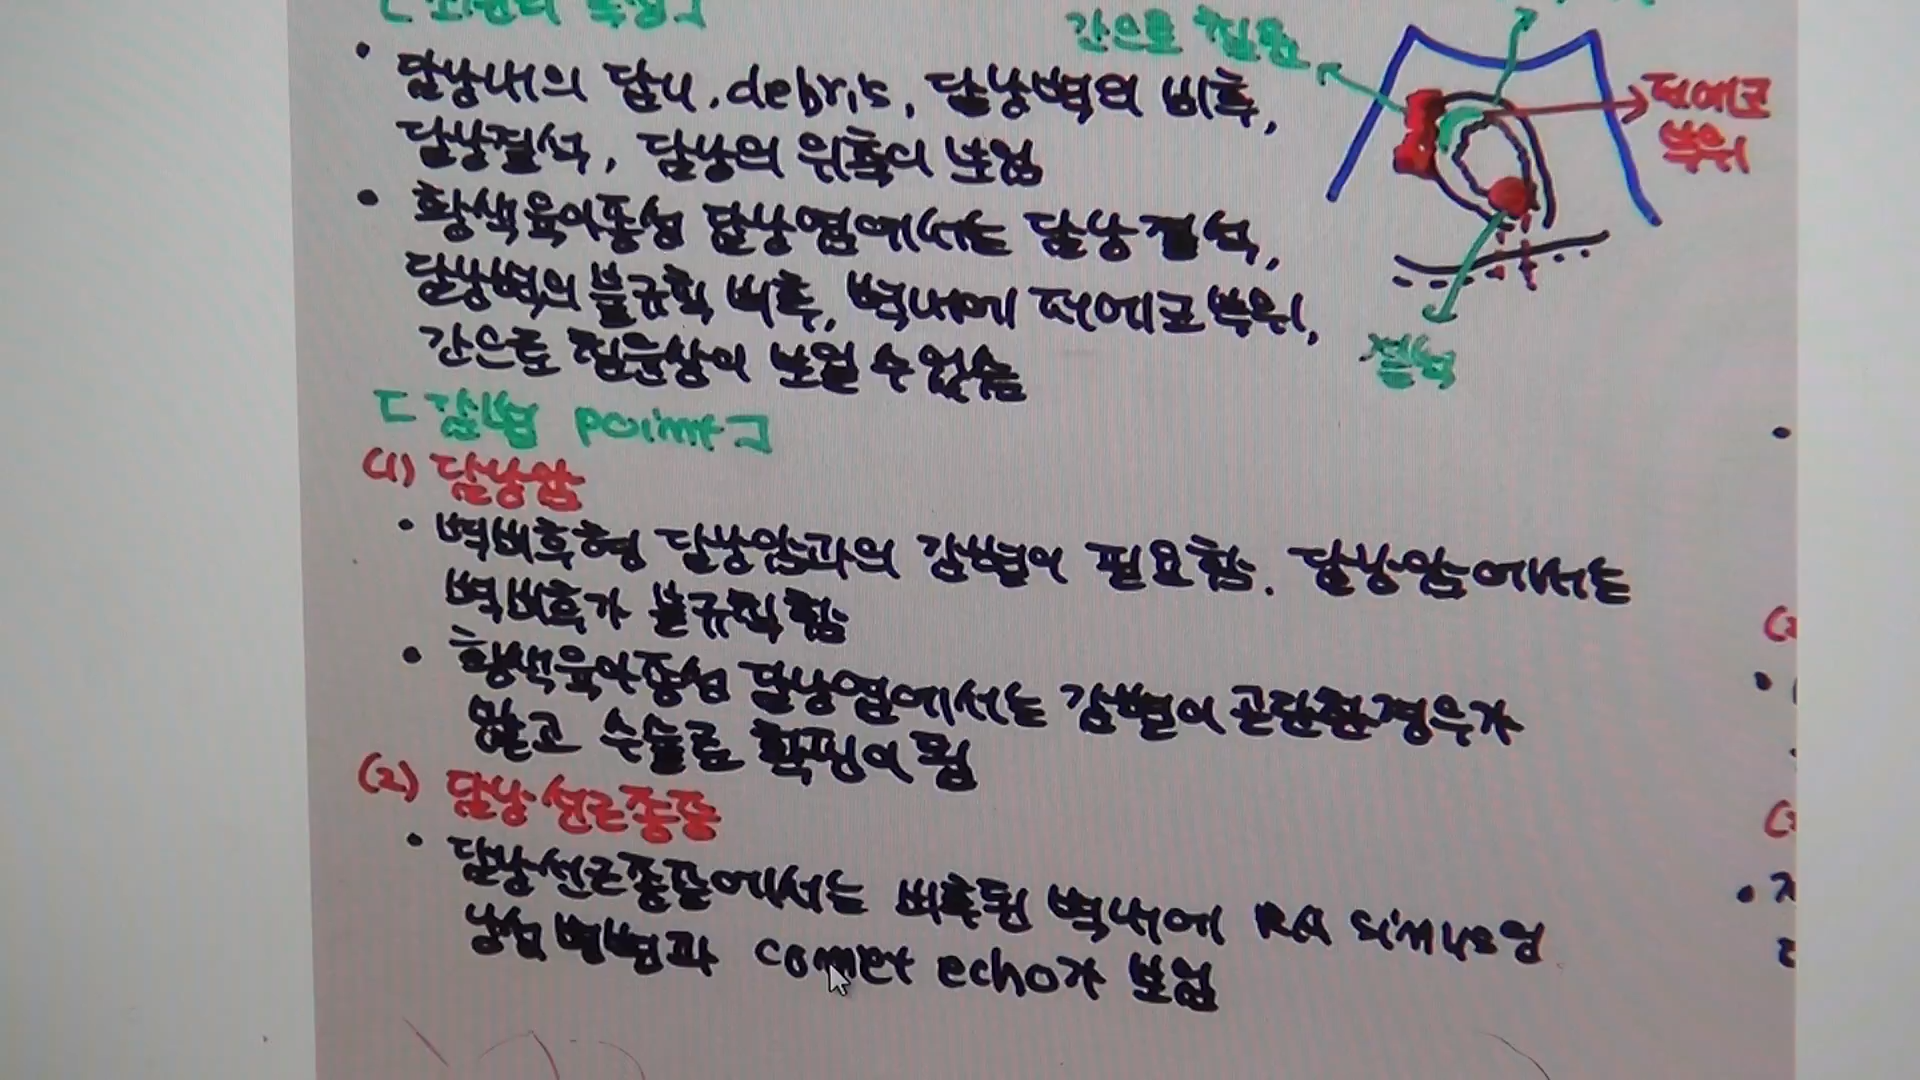 간으로 침윤
저에코
부위
담낭내의 담니, debris, 담낭벽의 비후,
담낭결석, 담낭의 위축이 보임
황색육아종성 담낭염에서는 담낭결석,
담낭벽의 불규칙 비후, 벽내에 저에코부위,
간으로 침윤상이 보일 수 있음
결석
[감별 point]
(1) 담낭암
벽비후형 담낭암과의 감별이 필요함. 담낭암에서는
벽비후가 불규칙함
황색육아종성 담낭염에서는 감별이 곤란한 경우가
많고 수술로 확진이 됨
(2) 담낭선근종증
담낭선근종증에서는 비후된 벽내에 RA sinus인
낭성 병변과 comet echo가 보임